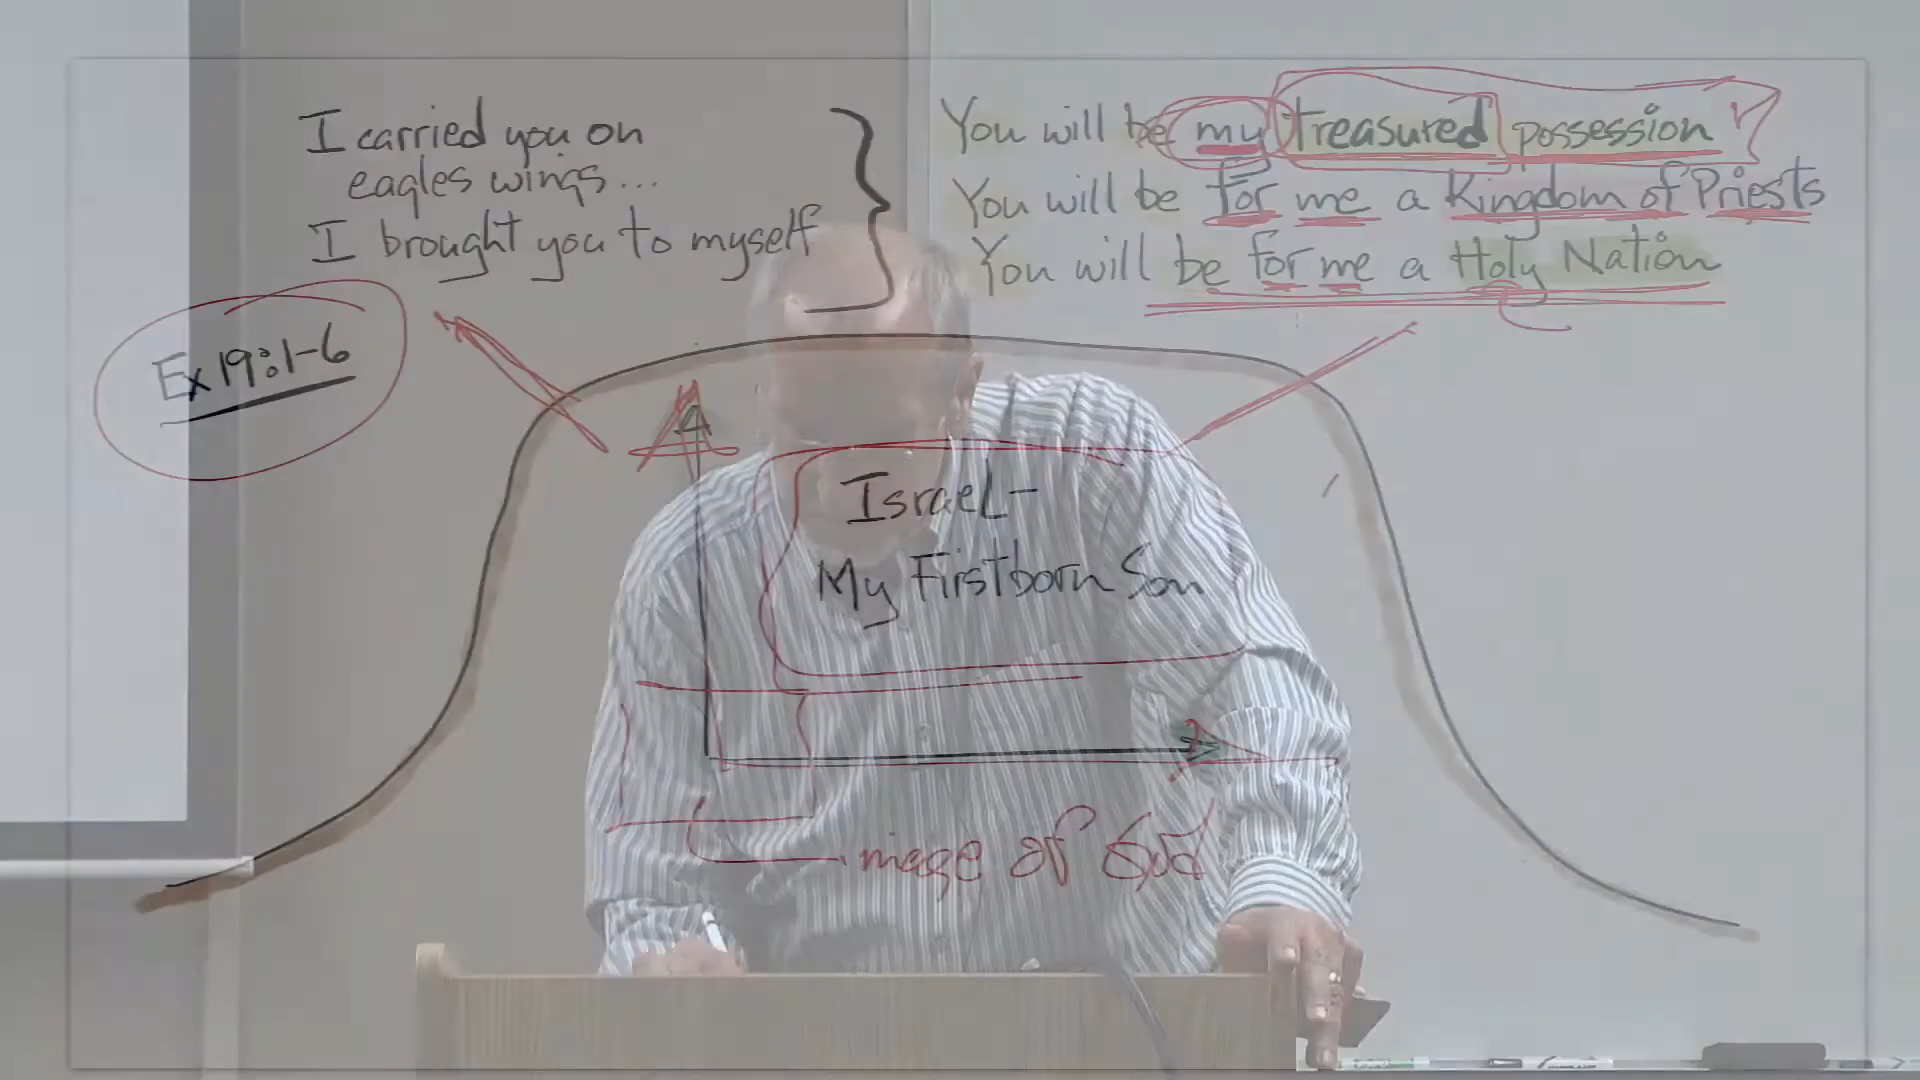 I carried you on
eagles wings...
I brought you to myself
You will be my treasured possession
You will be for me a Kingdom of Priests
You will be for me a Holy Nation
Ex 19:1-6
Israel-
My Firstborn Son
image of God